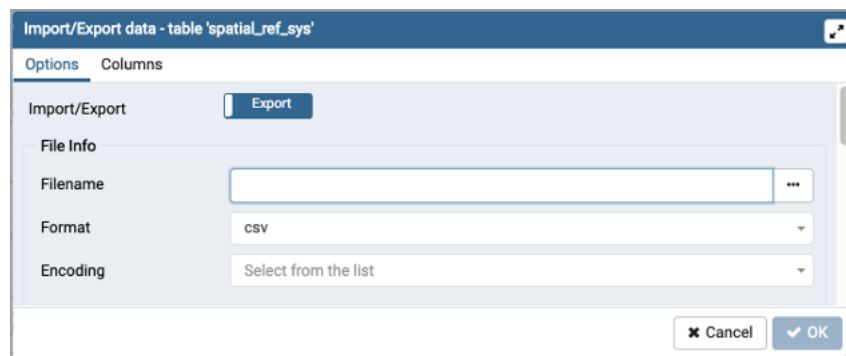 Import/Export data - table 'spatial_ref_sys'
Options Columns
Import/Export Export
File Info
Filename
Format csv
Encoding Select from the list
Cancel OK